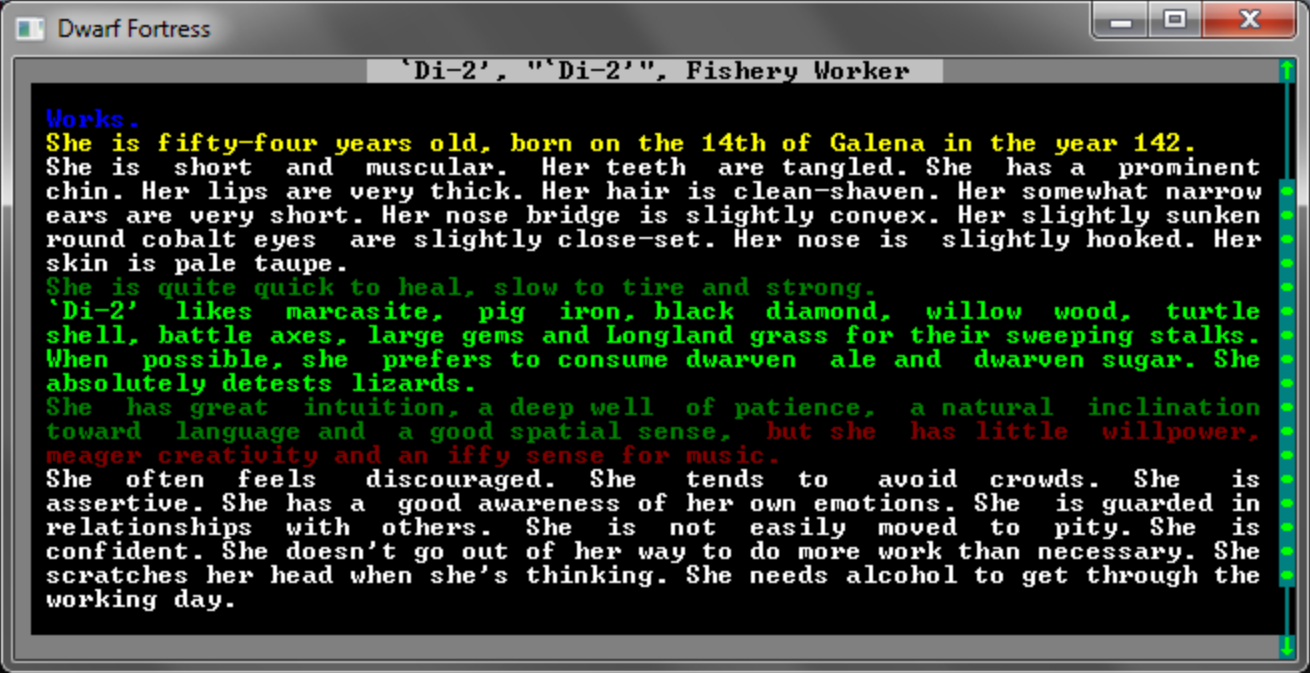 Dwarf Fortress
`Di-2', "`Di-2'", Fishery Worker
Works.
She is fifty-four years old, born on the 14th of Galena in the year 142.
She is short and muscular. Her teeth are tangled. She has a prominent
chin. Her lips are very thick. Her hair is clean-shaven. Her somewhat narrow
ears are very short. Her nose bridge is slightly convex. Her slightly sunken
round cobalt eyes are slightly close-set. Her nose is slightly hooked. Her
skin is pale taupe.
She is quite quick to heal, slow to tire and strong.
`Di-2' likes marcasite, pig iron, black diamond, willow wood, turtle
shell, battle axes, large gems and Longland grass for their sweeping stalks.
When possible, she prefers to consume dwarven ale and dwarven sugar. She
absolutely detests lizards.
She has great intuition, a deep well of patience, a natural inclination
toward language and a good spatial sense, but she has little willpower,
meager creativity and an iffy sense for music.
She often feels discouraged. She tends to avoid crowds. She is
assertive. She has a good awareness of her own emotions. She is guarded in
relationships with others. She is not easily moved to pity. She is
confident. She doesn't go out of her way to do more work than necessary. She
scratches her head when she's thinking. She needs alcohol to get through the
working day.